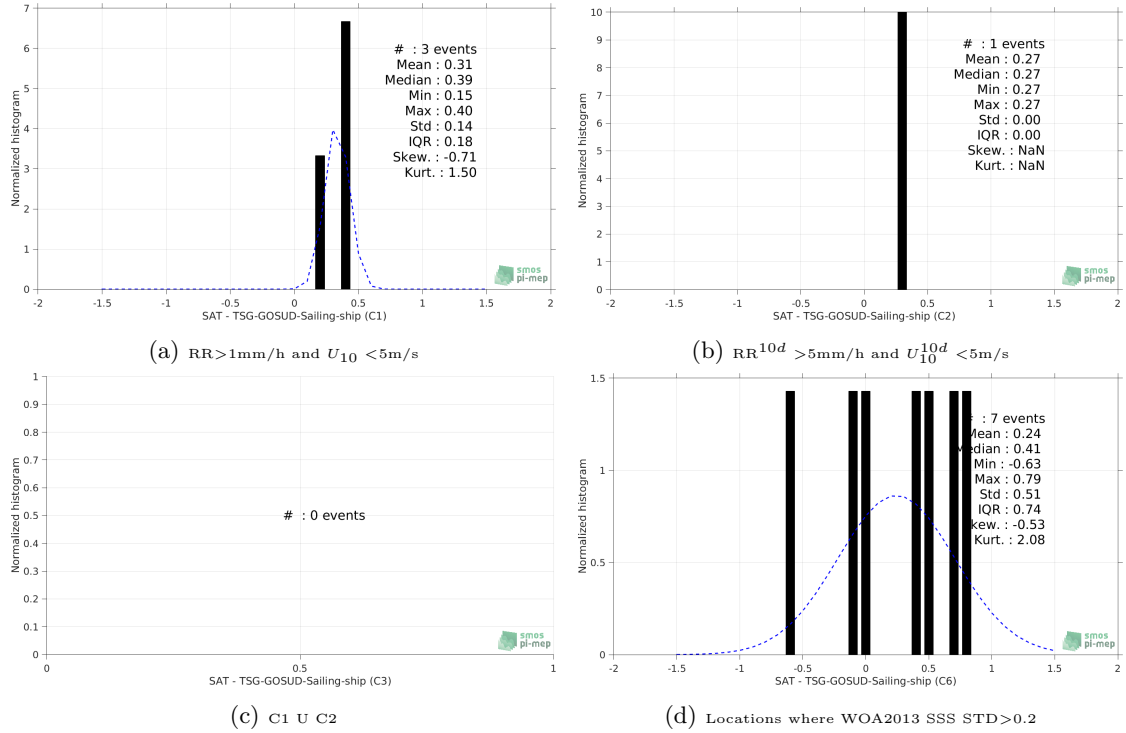 7
6
5
4
3
2
1
0
Normalized histogram
# : 3 events
Mean : 0.31
Median : 0.39
Min : 0.15
Max : 0.40
Std : 0.14
IQR : 0.18
Skew. : -0.71
Kurt. : 1.50
smos
pi-mep
-2 -1.5 -1 -0.5 0 0.5 1 1.5 2
SAT - TSG-GOSUD-Sailing-ship (C1)
(a) RR>1mm/h and U10 <5m/s
10
9
8
7
6
5
4
3
2
1
0
Normalized histogram
# : 1 events
Mean : 0.27
Median : 0.27
Min : 0.27
Max : 0.27
Std : 0.00
IQR : 0.00
Skew. : NaN
Kurt. : NaN
smos
pi-mep
-2 -1.5 -1 -0.5 0 0.5 1 1.5 2
SAT - TSG-GOSUD-Sailing-ship (C2)
(b) RR10d >5mm/h and U10d10 <5m/s
1
0.9
0.8
0.7
0.6
0.5
0.4
0.3
0.2
0.1
0
Normalized histogram
# : 0 events
smos
pi-mep
0 0.5 1
SAT - TSG-GOSUD-Sailing-ship (C3)
(c) C1 U C2
1.5
1
0.5
0
Normalized histogram
: 7 events
Mean : 0.24
Median : 0.41
Min : -0.63
Max : 0.79
Std : 0.51
IQR : 0.74
Skew. : -0.53
Kurt. : 2.08
smos
pi-mep
-2 -1.5 -1 -0.5 0 0.5 1 1.5 2
SAT - TSG-GOSUD-Sailing-ship (C6)
(d) Locations where WOA2013 SSS STD>0.2